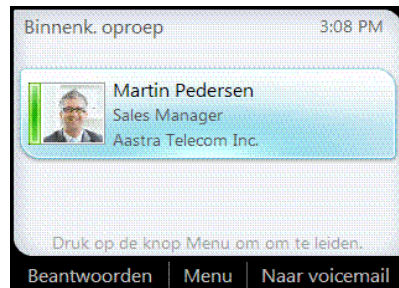 Binnenk. oproep 3:08 PM
Martin Pedersen
Sales Manager
Aastra Telecom Inc.
Druk op de knop Menu om om te leiden.
Beantwoorden Menu Naar voicemail